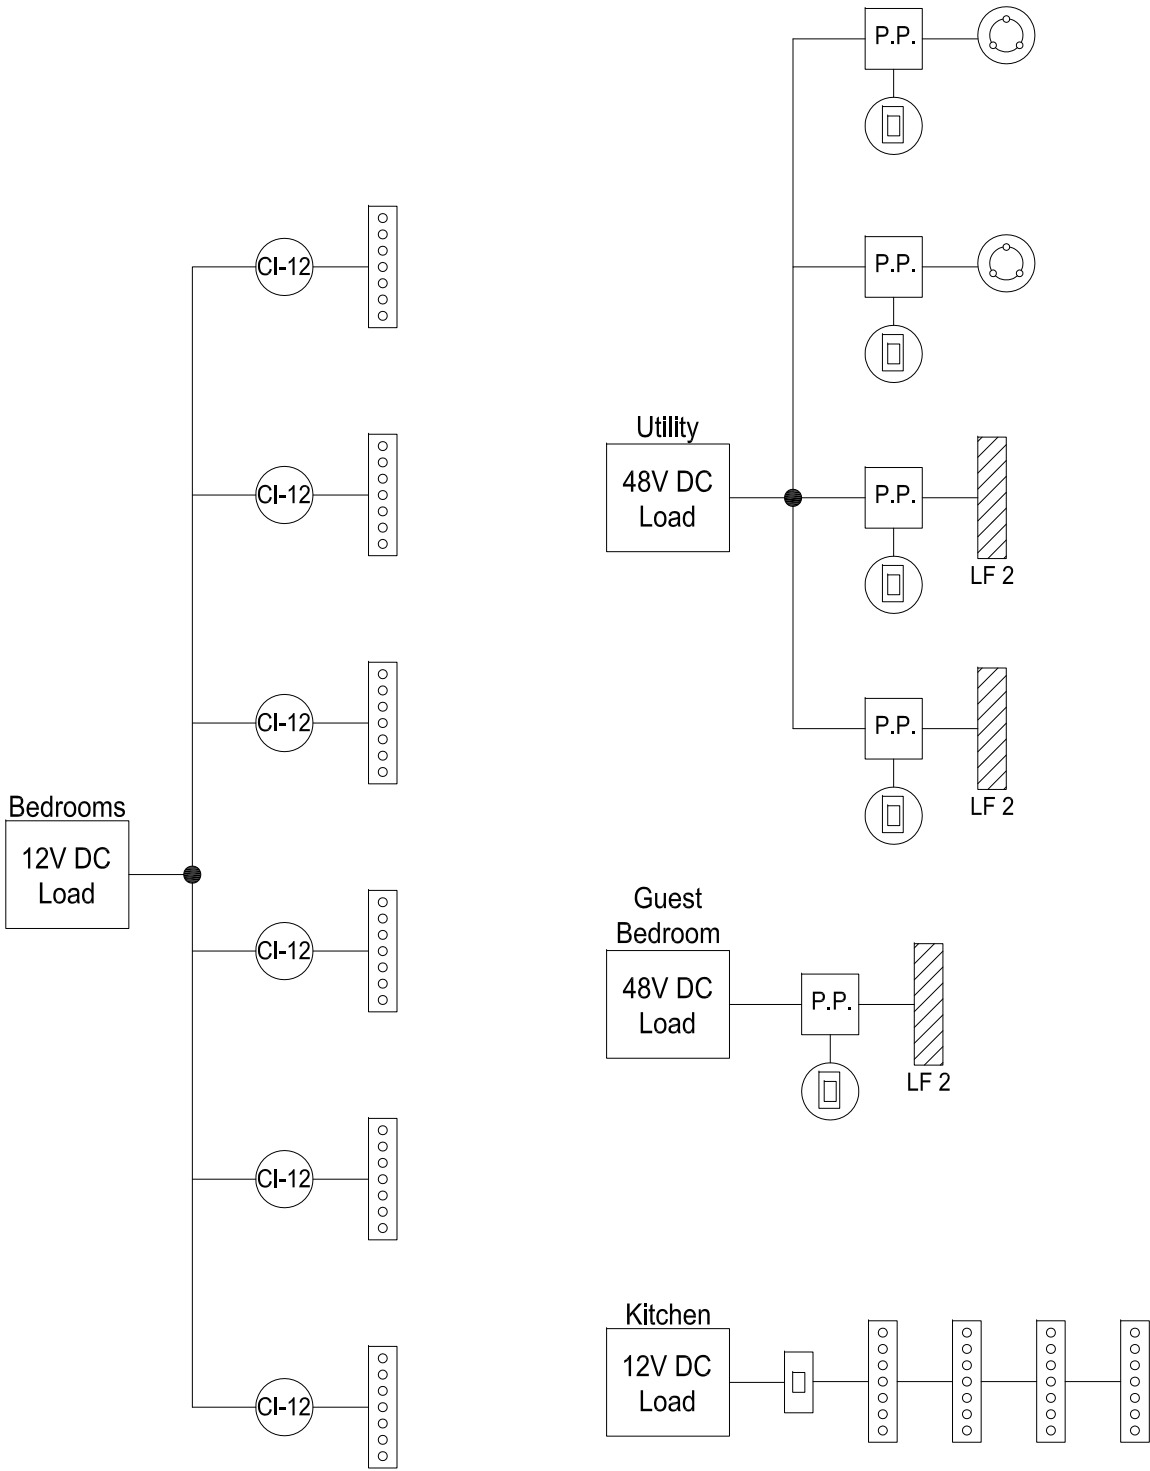 CI-12
CI-12
CI-12
Bedrooms
12V DC
Load
CI-12
CI-12
CI-12
P.P.
P.P.
Utility
48V DC
Load
P.P.
LF 2
P.P.
LF 2
Guest
Bedroom
48V DC
Load
P.P.
LF 2
Kitchen
12V DC
Load